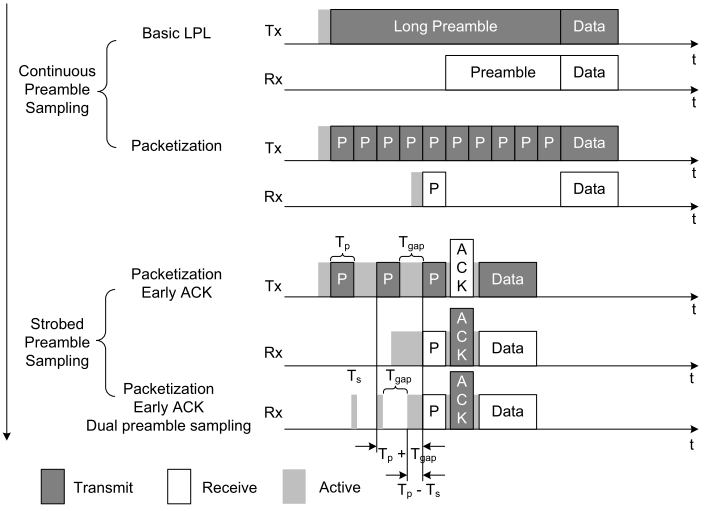 Basic LPL
Tx
Long Preamble
Data
t
Continuous
Preamble
Sampling
Rx
Preamble
Data
t
Packetization
Tx
P P P P P P P P P P
Data
t
Rx
P
Data
t
Tp
Tgap
Packetization
Early ACK
Tx
P
P
P
ACK
Data
t
Strobed
Preamble
Sampling
Rx
P
ACK
Data
t
Ts
Tgap
Packetization
Early ACK
Dual preamble sampling
Rx
P
ACK
Data
t
Tp + Tgap
Tp - Ts
Transmit
Receive
Active